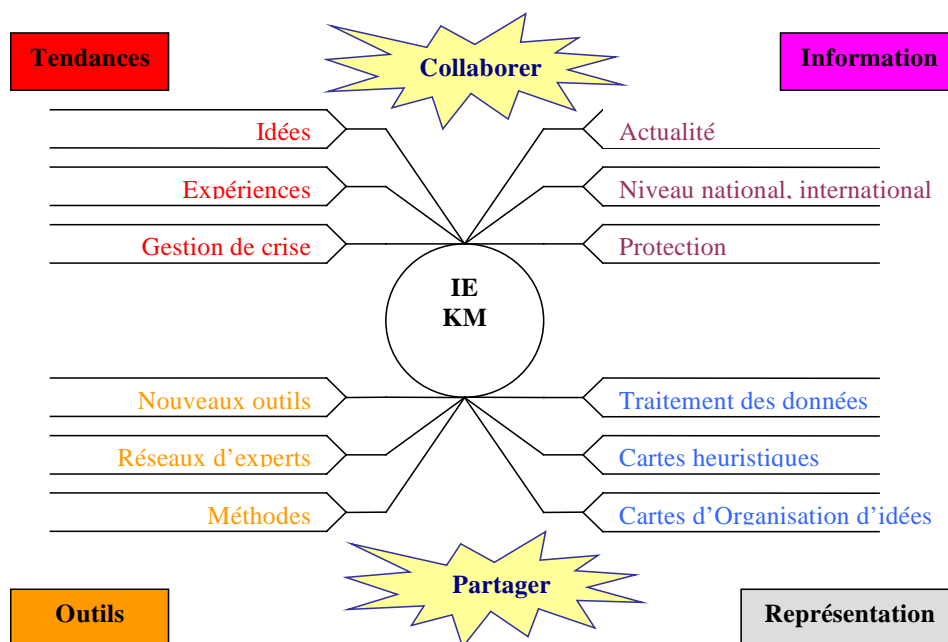 Tendances
Collaborer
Information
Idées
Actualité
Expériences
Niveau national, international
Gestion de crise
Protection
IE
KM
Nouveaux outils
Traitement des données
Réseaux d'experts
Cartes heuristiques
Méthodes
Cartes d'Organisation d'idées
Partager
Outils
Représentation